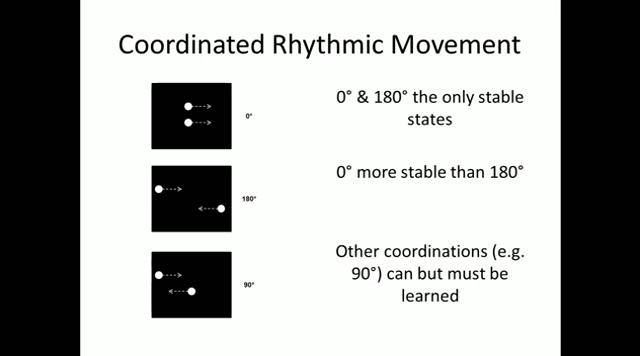 Coordinated Rhythmic Movement
0°
0° & 180° the only stable
states
180°
0° more stable than 180°
90°
Other coordinations (e.g.
90°) can but must be
learned